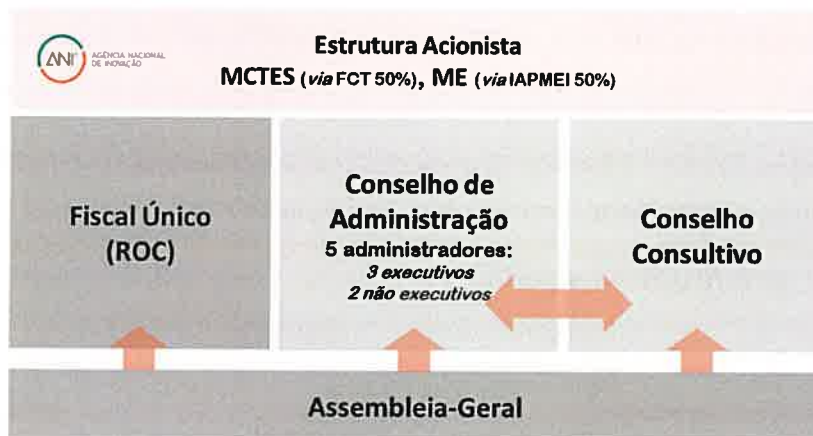 ANI
AGÊNCIA NACIONAL
DE INOVAÇÃO
Estrutura Acionista
MCTES (via FCT 50%), ME (via IAPMEI 50%)
Fiscal Único
(ROC)
Conselho de
Administração
5 administradores:
3 executivos
2 não executivos
Conselho
Consultivo
Assembleia-Geral